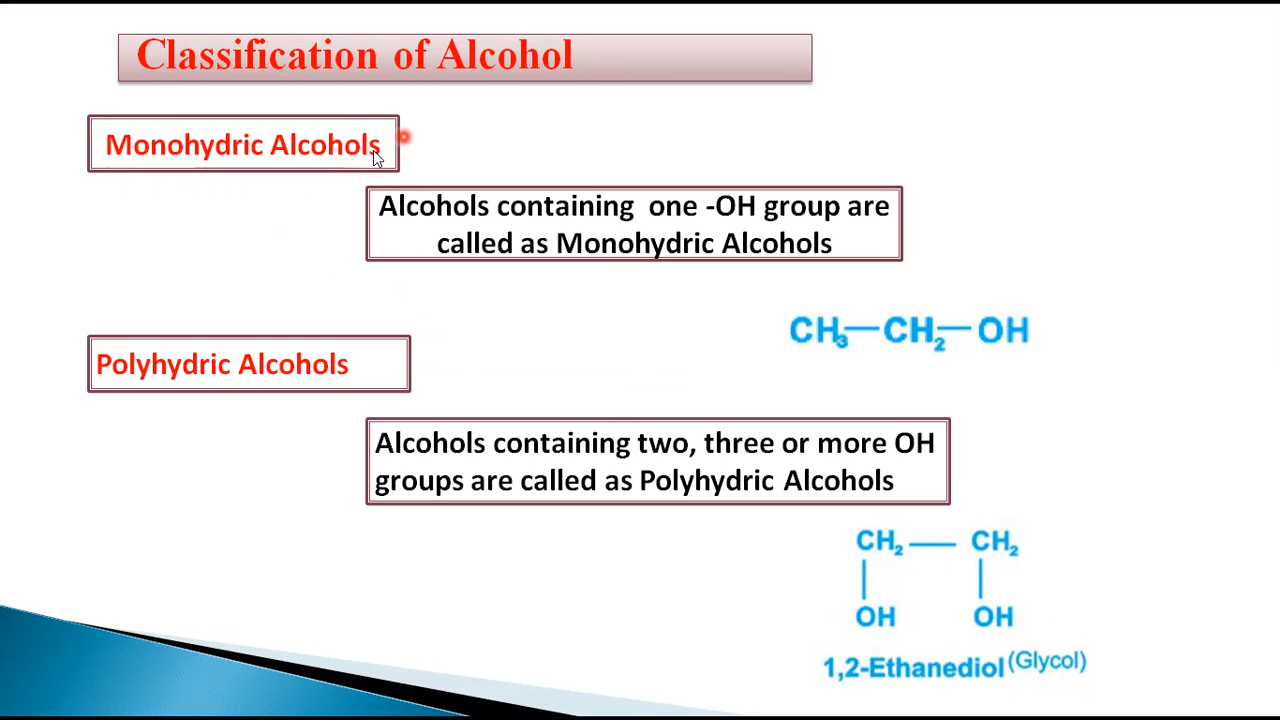 Classification of Alcohol
Monohydric Alcohols
Alcohols containing one -OH group are
called as Monohydric Alcohols
CH₃—CH₂—OH
Polyhydric Alcohols
Alcohols containing two, three or more OH
groups are called as Polyhydric Alcohols
CH₂ — CH₂
OH OH
1,2-Ethanediol (Glycol)